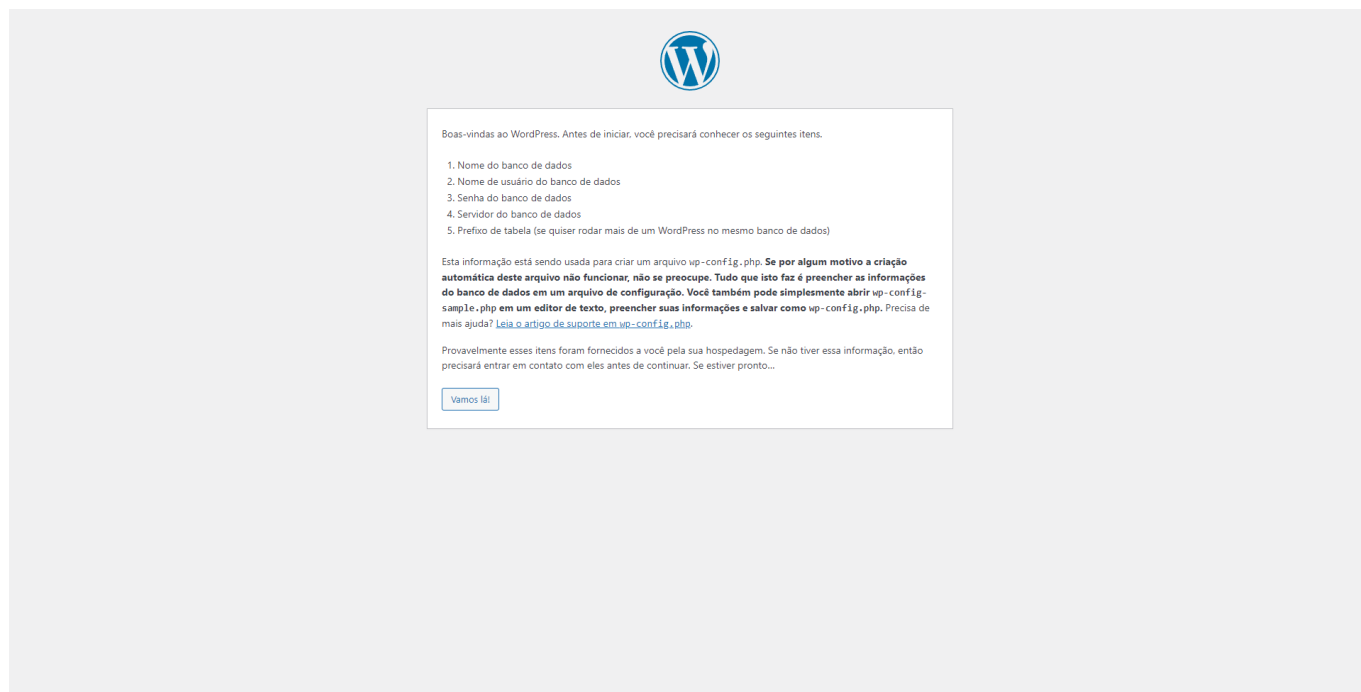 Boas-vindas ao WordPress. Antes de iniciar, você precisará conhecer os seguintes itens.
1. Nome do banco de dados
2. Nome de usuário do banco de dados
3. Senha do banco de dados
4. Servidor do banco de dados
5. Prefixo de tabela (se quiser rodar mais de um WordPress no mesmo banco de dados)
Esta informação está sendo usada para criar um arquivo wp-config.php. Se por algum motivo a criação
automática deste arquivo não funcionar, não se preocupe. Tudo que isto faz é preencher as informações
do banco de dados em um arquivo de configuração. Você também pode simplesmente abrir wp-config-
sample.php em um editor de texto, preencher suas informações e salvar como wp-config.php. Precisa de
mais ajuda? Leia o artigo de suporte em wp-config.php.
Provavelmente esses itens foram fornecidos a você pela sua hospedagem. Se não tiver essa informação, então
precisará entrar em contato com eles antes de continuar. Se estiver pronto…
Vamos lá!